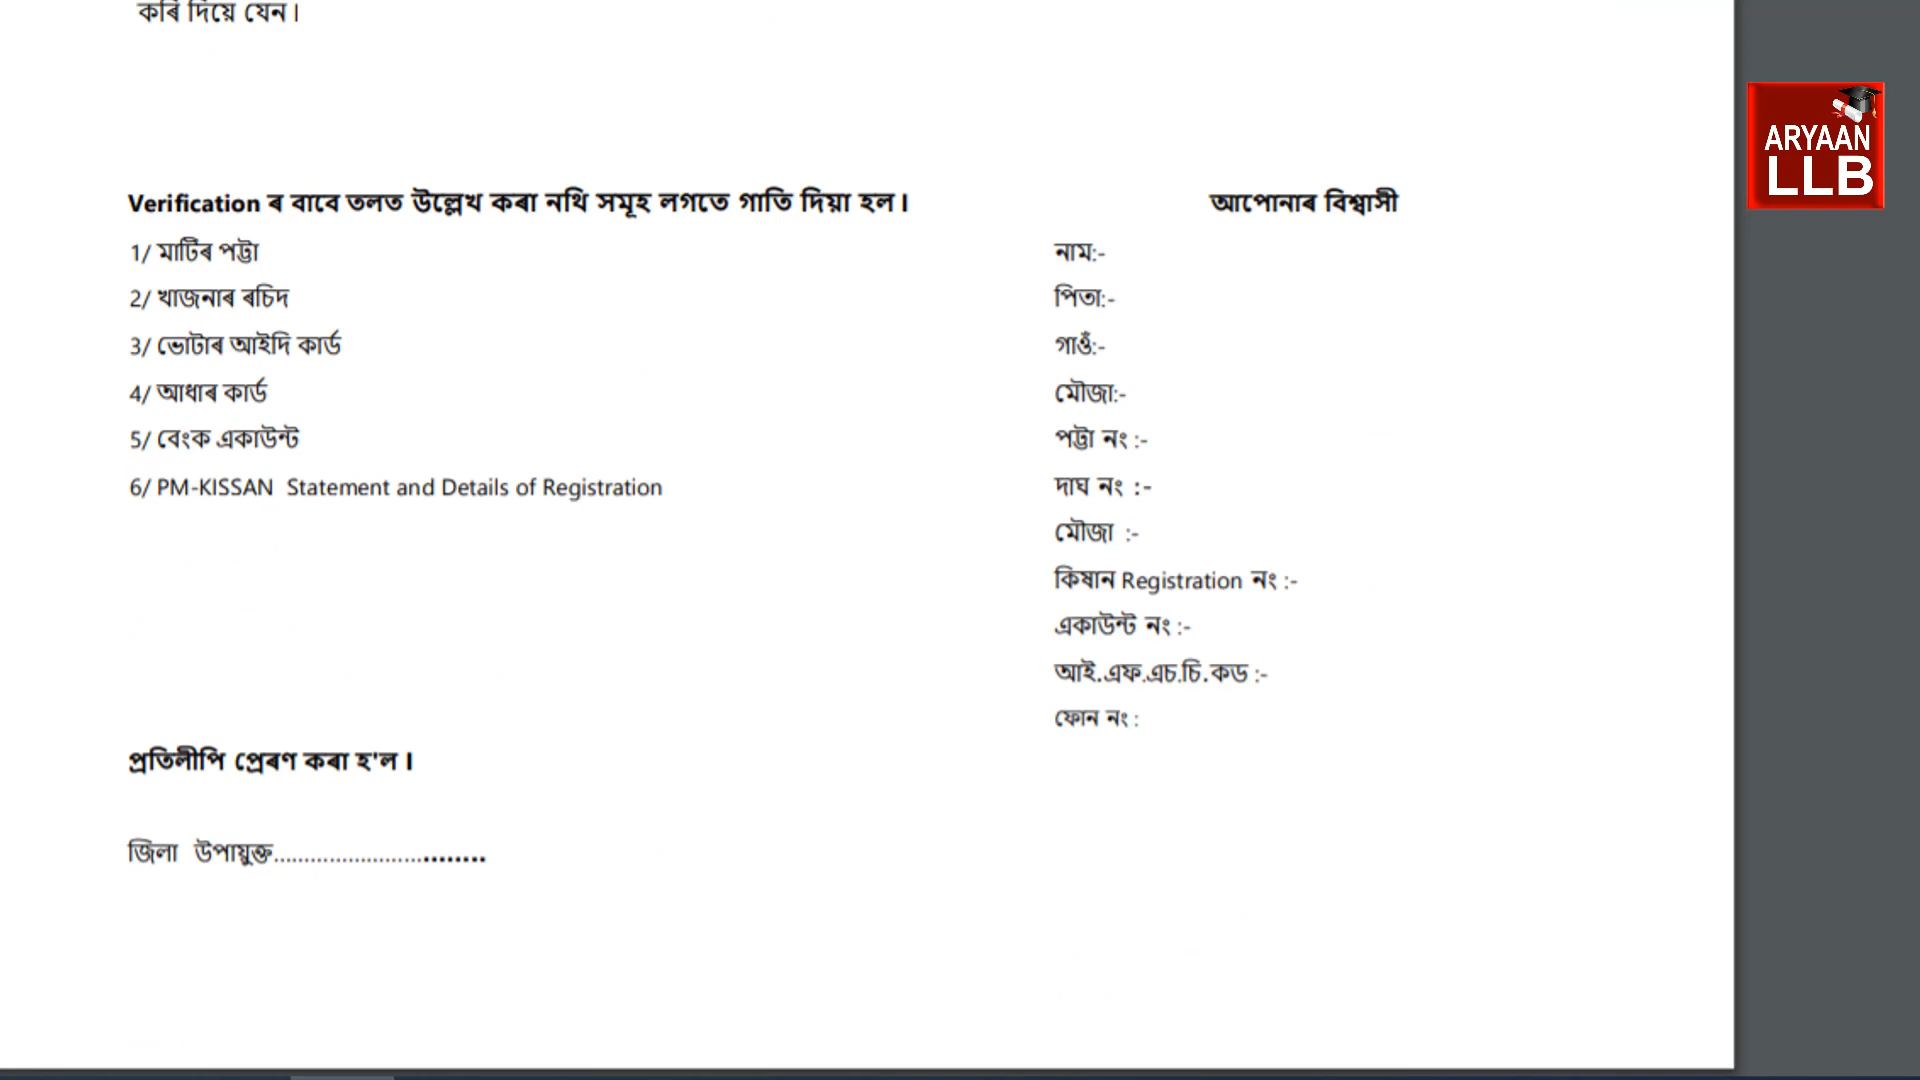 কৰি দিয়ে যেন।
ARYAAN
LLB
Verification ৰ বাবে তলত উল্লেখ কৰা নথি সমূহ লগতে গাতি দিয়া হল।
1/ মাটিৰ পট্টা
2/ খাজনাৰ ৰচিদ
3/ ভোটাৰ আইদি কাৰ্ড
4/ আধাৰ কাৰ্ড
5/ বেংক একাউন্ট
6/ PM-KISSAN Statement and Details of Registration
আপোনাৰ বিশ্বাসী
নাম:-
পিতা:-
গাওঁ:-
মৌজা:-
পট্টা নং :-
দাঘ নং :-
মৌজা :-
কিষান Registration নং :-
একাউন্ট নং :-
আই.এফ.এচ.চি.কড :-
ফোন নং :
প্ৰতিলীপি প্ৰেৰণ কৰা হ'ল।
জিলা উপায়ুক্ত.................................